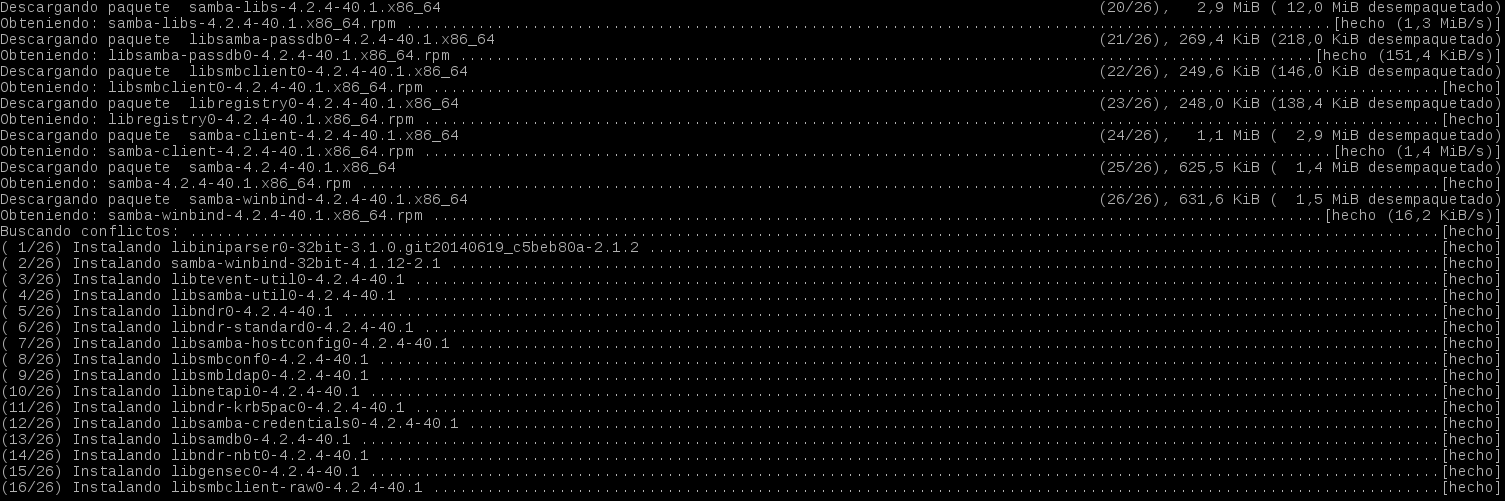 Descargando paquete  samba-libs-4.2.4-40.1.x86_64 (20/26),   2,9 MiB ( 12,0 MiB desempaquetado)
Obteniendo: samba-libs-4.2.4-40.1.x86_64.rpm ........................................[hecho (1,3 MiB/s)]
Descargando paquete  libsamba-passdb0-4.2.4-40.1.x86_64 (21/26), 269,4 KiB (218,0 KiB desempaquetado)
Obteniendo: libsamba-passdb0-4.2.4-40.1.x86_64.rpm ........................................[hecho (151,4 KiB/s)]
Descargando paquete  libsmbclient0-4.2.4-40.1.x86_64 (22/26), 249,6 KiB (146,0 KiB desempaquetado)
Obteniendo: libsmbclient0-4.2.4-40.1.x86_64.rpm ........................................[hecho]
Descargando paquete  libregistry0-4.2.4-40.1.x86_64 (23/26), 248,0 KiB (138,4 KiB desempaquetado)
Obteniendo: libregistry0-4.2.4-40.1.x86_64.rpm ........................................[hecho]
Descargando paquete  samba-client-4.2.4-40.1.x86_64 (24/26),   1,1 MiB (  2,9 MiB desempaquetado)
Obteniendo: samba-client-4.2.4-40.1.x86_64.rpm ........................................[hecho (1,4 MiB/s)]
Descargando paquete  samba-4.2.4-40.1.x86_64 (25/26), 625,5 KiB (  1,4 MiB desempaquetado)
Obteniendo: samba-4.2.4-40.1.x86_64.rpm ........................................[hecho]
Descargando paquete  samba-winbind-4.2.4-40.1.x86_64 (26/26), 631,6 KiB (  1,5 MiB desempaquetado)
Obteniendo: samba-winbind-4.2.4-40.1.x86_64.rpm ........................................[hecho (16,2 KiB/s)]
Buscando conflictos: ........................................[hecho]
( 1/26) Instalando libiniparser0-32bit-3.1.0.git20140619_c5beb80a-2.1.2 ........................................[hecho]
( 2/26) Instalando samba-winbind-32bit-4.1.12-2.1 ........................................[hecho]
( 3/26) Instalando libtevent-util0-4.2.4-40.1 ........................................[hecho]
( 4/26) Instalando libsamba-util0-4.2.4-40.1 ........................................[hecho]
( 5/26) Instalando libndr0-4.2.4-40.1 ........................................[hecho]
( 6/26) Instalando libndr-standard0-4.2.4-40.1 ........................................[hecho]
( 7/26) Instalando libsamba-hostconfig0-4.2.4-40.1 ........................................[hecho]
( 8/26) Instalando libsmbconf0-4.2.4-40.1 ........................................[hecho]
( 9/26) Instalando libsmbldap0-4.2.4-40.1 ........................................[hecho]
(10/26) Instalando libnetapi0-4.2.4-40.1 ........................................[hecho]
(11/26) Instalando libndr-krb5pac0-4.2.4-40.1 ........................................[hecho]
(12/26) Instalando libsamba-credentials0-4.2.4-40.1 ........................................[hecho]
(13/26) Instalando libsamdb0-4.2.4-40.1 ........................................[hecho]
(14/26) Instalando libndr-nbt0-4.2.4-40.1 ........................................[hecho]
(15/26) Instalando libgensec0-4.2.4-40.1 ........................................[hecho]
(16/26) Instalando libsmbclient-raw0-4.2.4-40.1 ........................................[hecho]